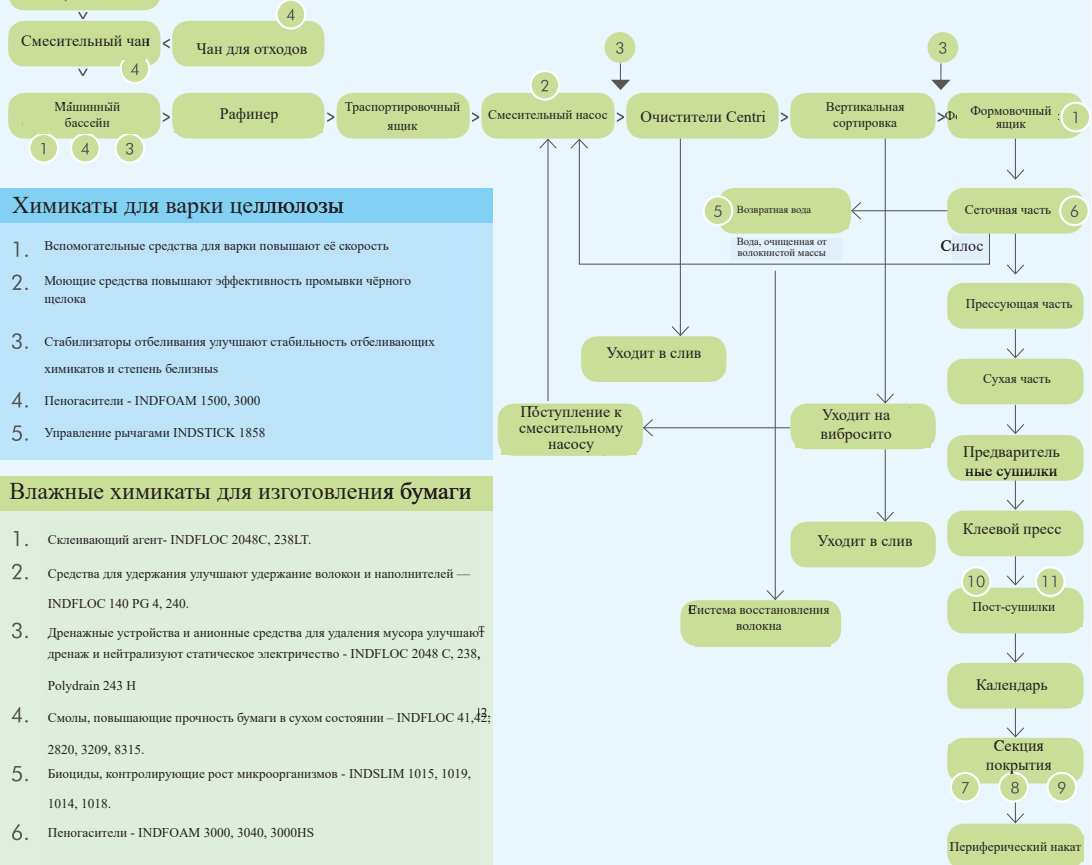 4
Смесительный чан
Чан для отходов
4
3
3
2
Машинный
бассейн
Рафинер
Траспортировочный
ящик
Смесительный насос
Очистители Centri
Вертикальная
сортировка
Формовочный
ящик
1
1
4
3
Химикаты для варки целлюлозы
1. Вспомогательные средства для варки повышают её скорость
2. Моющие средства повышают эффективность промывки чёрного
щелока
3. Стабилизаторы отбеливания улучшают стабильность отбеливающих
химикатов и степень белизныs
4. Пеногасители - INDFOAM 1500, 3000
5. Управление рычагами INDSTICK 1858
5
Возвратная вода
Сеточная часть
6
Вода, очищенная от
волокнистой массы
Силос
Прессующая часть
Уходит в слив
Сухая часть
Поступление к
смесительному
насосу
Уходит на
вибросито
Предваритель
ные сушилки
Влажные химикаты для изготовления бумаги
1. Склеивающий агент- INDFLOC 2048C, 238LT.
2. Средства для удержания улучшают удержание волокон и наполнителей —
INDFLOC 140 PG 4, 240.
3. Дренажные устройства и анионные средства для удаления мусора улучшают
дренаж и нейтрализуют статическое электричество - INDFLOC 2048 C, 238,
Polydrain 243 H
4. Смолы, повышающие прочность бумаги в сухом состоянии – INDFLOC 41,42,
2820, 3209, 8315.
5. Биоциды, контролирующие рост микроорганизмов - INDSLIM 1015, 1019,
1014, 1018.
6. Пеногасители - INDFOAM 3000, 3040, 3000HS
Уходит в слив
Клеевой пресс
10
11
Пост-сушилки
Система восстановления
волокна
Календарь
Секция
покрытия
7
8
9
Периферический накат